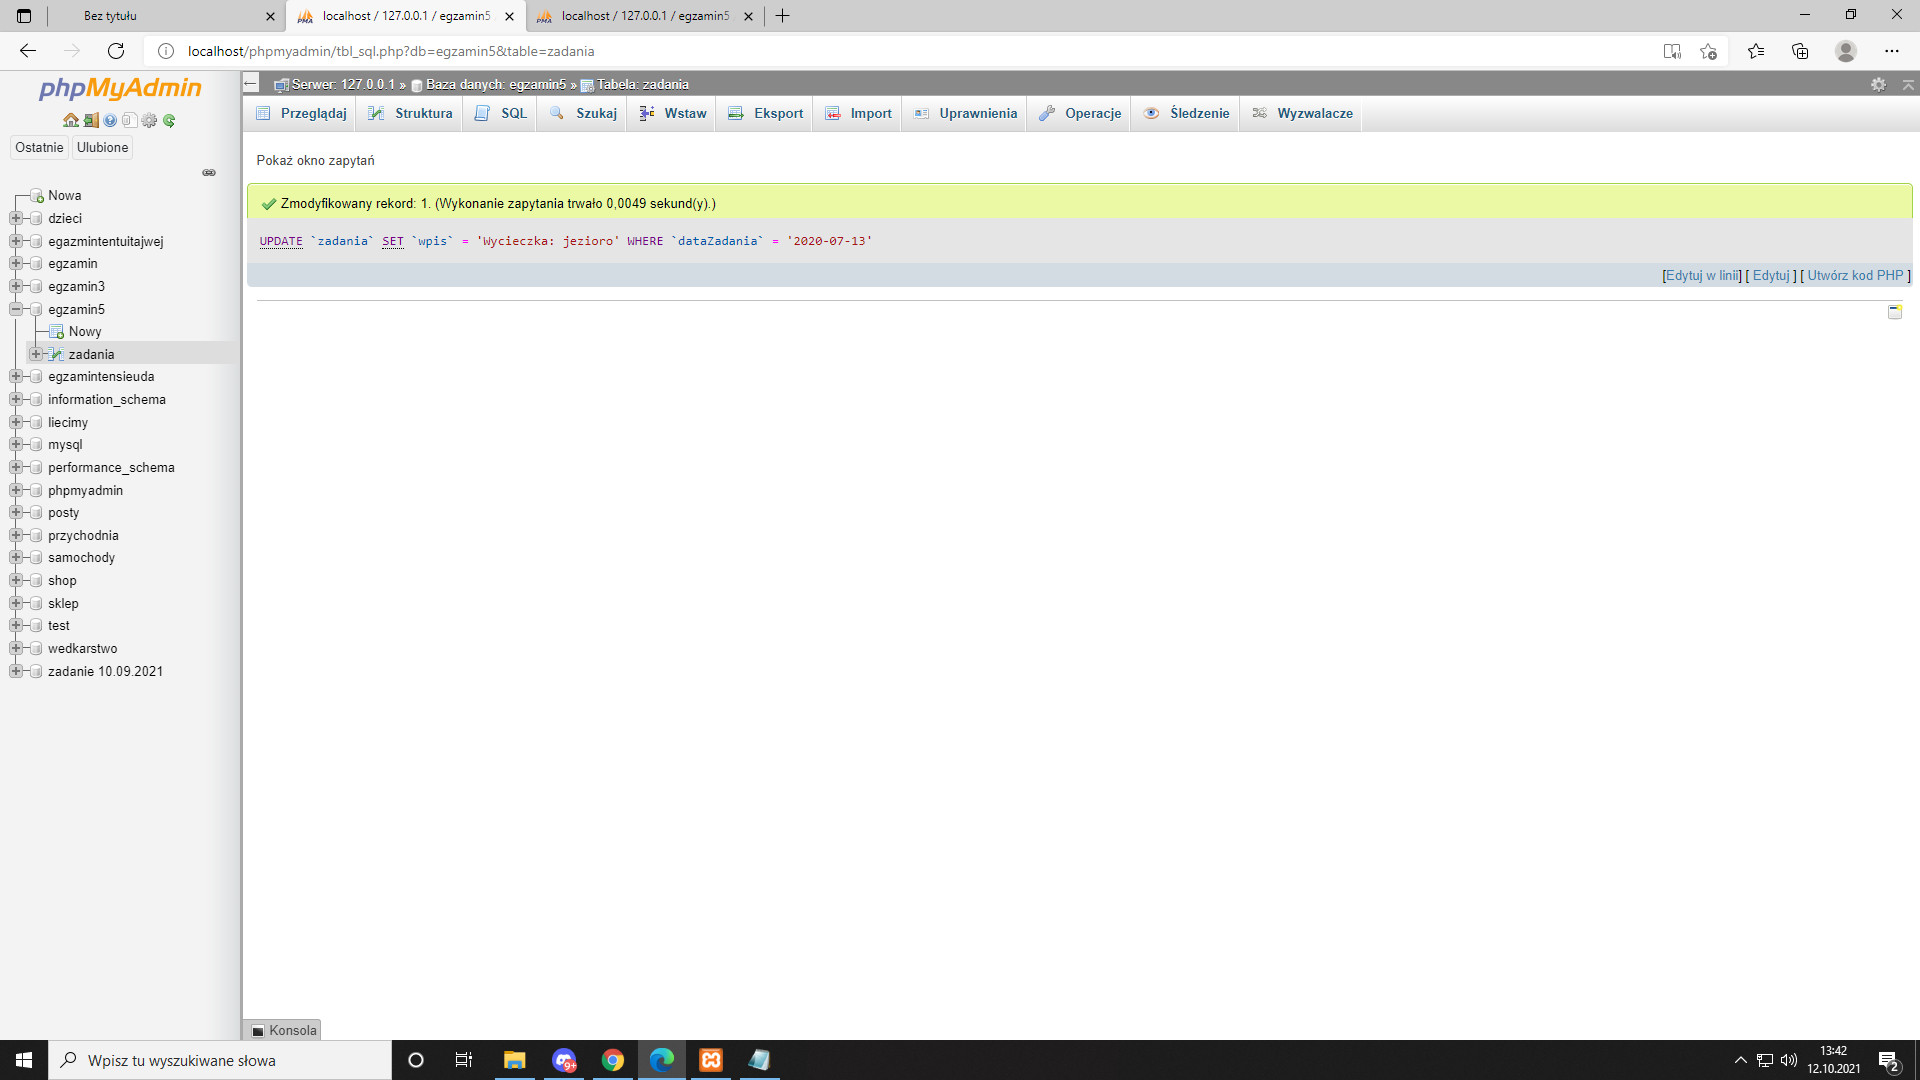 Bez tytułu
localhost / 127.0.0.1 / egzamin5
localhost / 127.0.0.1 / egzamin5
localhost/phpmyadmin/tbl_sql.php?db=egzamin5&table=zadania
phpMyAdmin
Ostatnie
Ulubione
Nowa
dzieci
egazmintentuitajwej
egzamin
egzamin3
egzamin5
Nowy
zadania
egzamintensieuda
information_schema
liecimy
mysql
performance_schema
phpmyadmin
posty
przychodnia
samochody
shop
sklep
test
wedkarstwo
zadanie 10.09.2021
Serwer: 127.0.0.1 » Baza danych: egzamin5 » Tabela: zadania
Przeglądaj Struktura SQL Szukaj Wstaw Eksport Import Uprawnienia Operacje Śledzenie Wyzwalacze
Pokaż okno zapytań
Zmodyfikowany rekord: 1. (Wykonanie zapytania trwało 0,0049 sekund(y).)
UPDATE `zadania` SET `wpis` = 'Wycieczka: jezioro' WHERE `dataZadania` = '2020-07-13'
[Edytuj w linii] [ Edytuj ] [ Utwórz kod PHP ]
Konsola
Wpisz tu wyszukiwane słowa
9+
13:42
12.10.2021
2